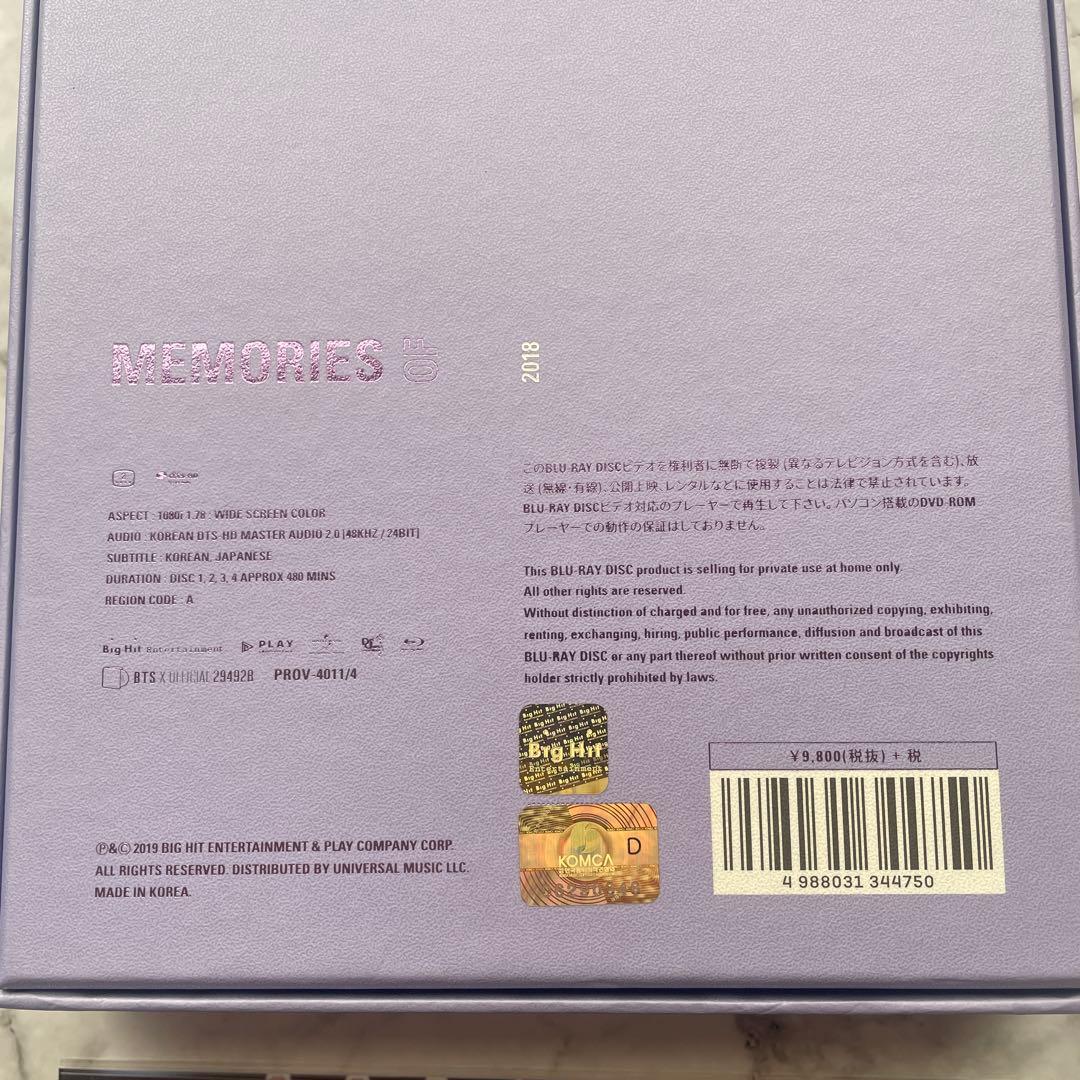 MEMORIES OF
2018
2
ASPECT : 1080i 1.78 : WIDE SCREEN COLOR
AUDIO : KOREAN DTS-HD MASTER AUDIO 2.0 [48KHZ / 24BIT]
SUBTITLE : KOREAN, JAPANESE
DURATION : DISC 1, 2, 3, 4 APPROX 480 MINS
REGION CODE : A
Big Hit Entertainment PLAY
BTS X OFFICIAL 29492B PROV-4011/4
℗&© 2019 BIG HIT ENTERTAINMENT & PLAY COMPANY CORP.
ALL RIGHTS RESERVED. DISTRIBUTED BY UNIVERSAL MUSIC LLC.
MADE IN KOREA.
このBLU-RAY DISCビデオを権利者に無断で複製(異なるテレビジョン方式を含む)、放
送(無線・有線)、公開上映、レンタルなどに使用することは法律で禁止されています。
BLU-RAY DISCビデオ対応のプレーヤーで再生して下さい。パソコン搭載のDVD-ROM
プレーヤーでの動作の保証はしておりません。
This BLU-RAY DISC product is selling for private use at home only.
All other rights are reserved.
Without distinction of charged and for free, any unauthorized copying, exhibiting,
renting, exchanging, hiring, public performance, diffusion and broadcast of this
BLU-RAY DISC or any part thereof without prior written consent of the copyrights
holder strictly prohibited by laws.
Big Hit
Entertainment
KOMCA D
¥9,800(税抜) + 税
4 988031 344750